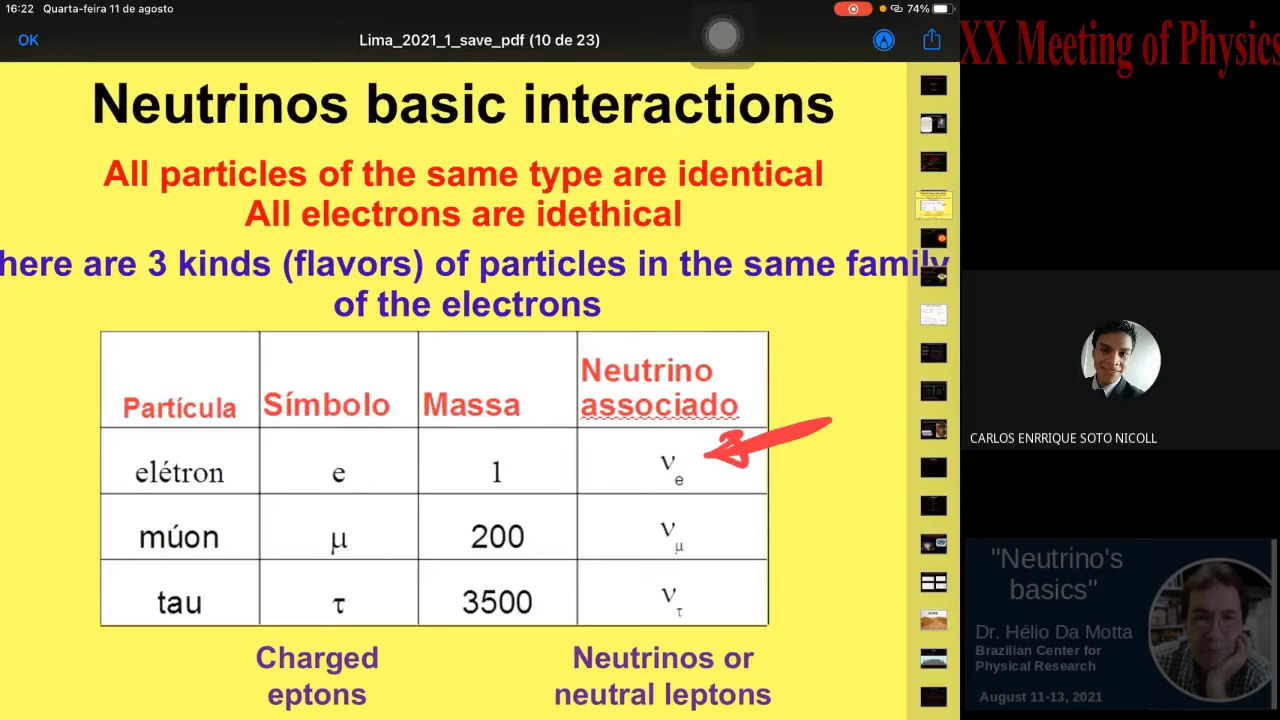 16:22 Quarta-feira 11 de agosto
74%
OK
Lima_2021_1_save_pdf (10 de 23)
XX Meeting of Physics
Neutrinos basic interactions
All particles of the same type are identical
All electrons are idethical
here are 3 kinds (flavors) of particles in the same family
of the electrons
Partícula Símbolo Massa Neutrino
associado
elétron e 1 νe
múon μ 200 νμ
tau τ 3500 ντ
Charged
eptons
Neutrinos or
neutral leptons
CARLOS ENRRIQUE SOTO NICOLL
"Neutrino's
basics"
Dr. Hélio Da Motta
Brazilian Center for
Physical Research
August 11-13, 2021